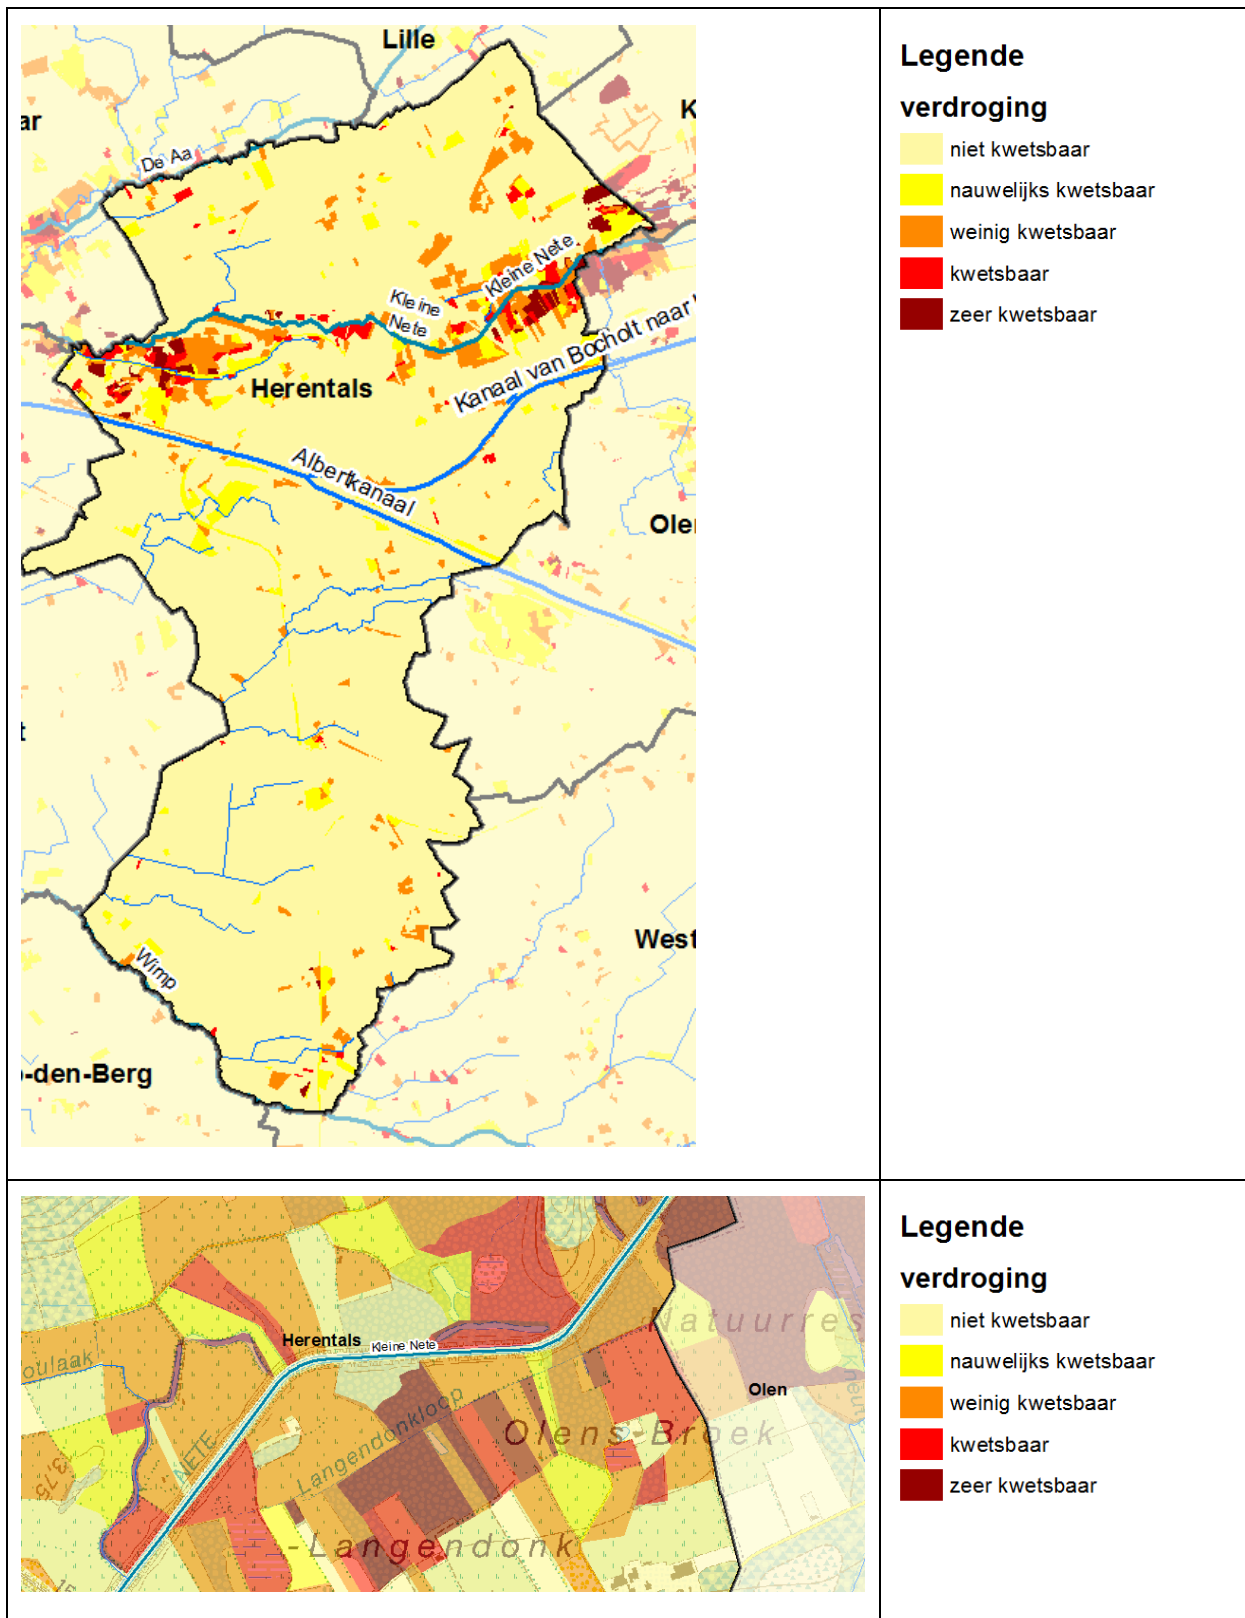 Lille
ar
K
De Aa
Kleine Nete
Kleine
Nete
Kanaal van Bocholt naar
Herentals
Albertkanaal
Ole
t
West
Wimp
-den-Berg
Legende
verdroging
niet kwetsbaar
nauwelijks kwetsbaar
weinig kwetsbaar
kwetsbaar
zeer kwetsbaar
Natuurres
Herentals
Kleine Nete
oulaak
Olen
Langendonkloop
Olens-Broek
NETE
375
-Langendonk
Legende
verdroging
niet kwetsbaar
nauwelijks kwetsbaar
weinig kwetsbaar
kwetsbaar
zeer kwetsbaar